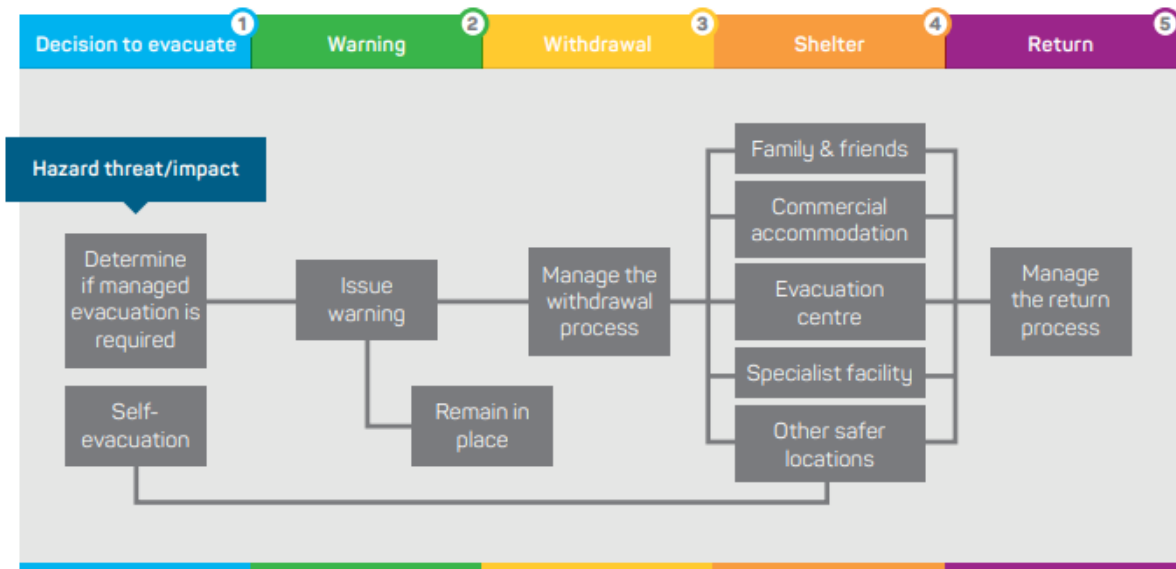 1
2
3
4
5
Decision to evacuate
Warning
Withdrawal
Shelter
Return
Hazard threat/impact
Determine
if managed
evacuation is
required
Self-
evacuation
Issue
warning
Remain in
place
Manage the
withdrawal
process
Family & friends
Commercial
accommodation
Evacuation
centre
Specialist facility
Other safer
locations
Manage
the return
process